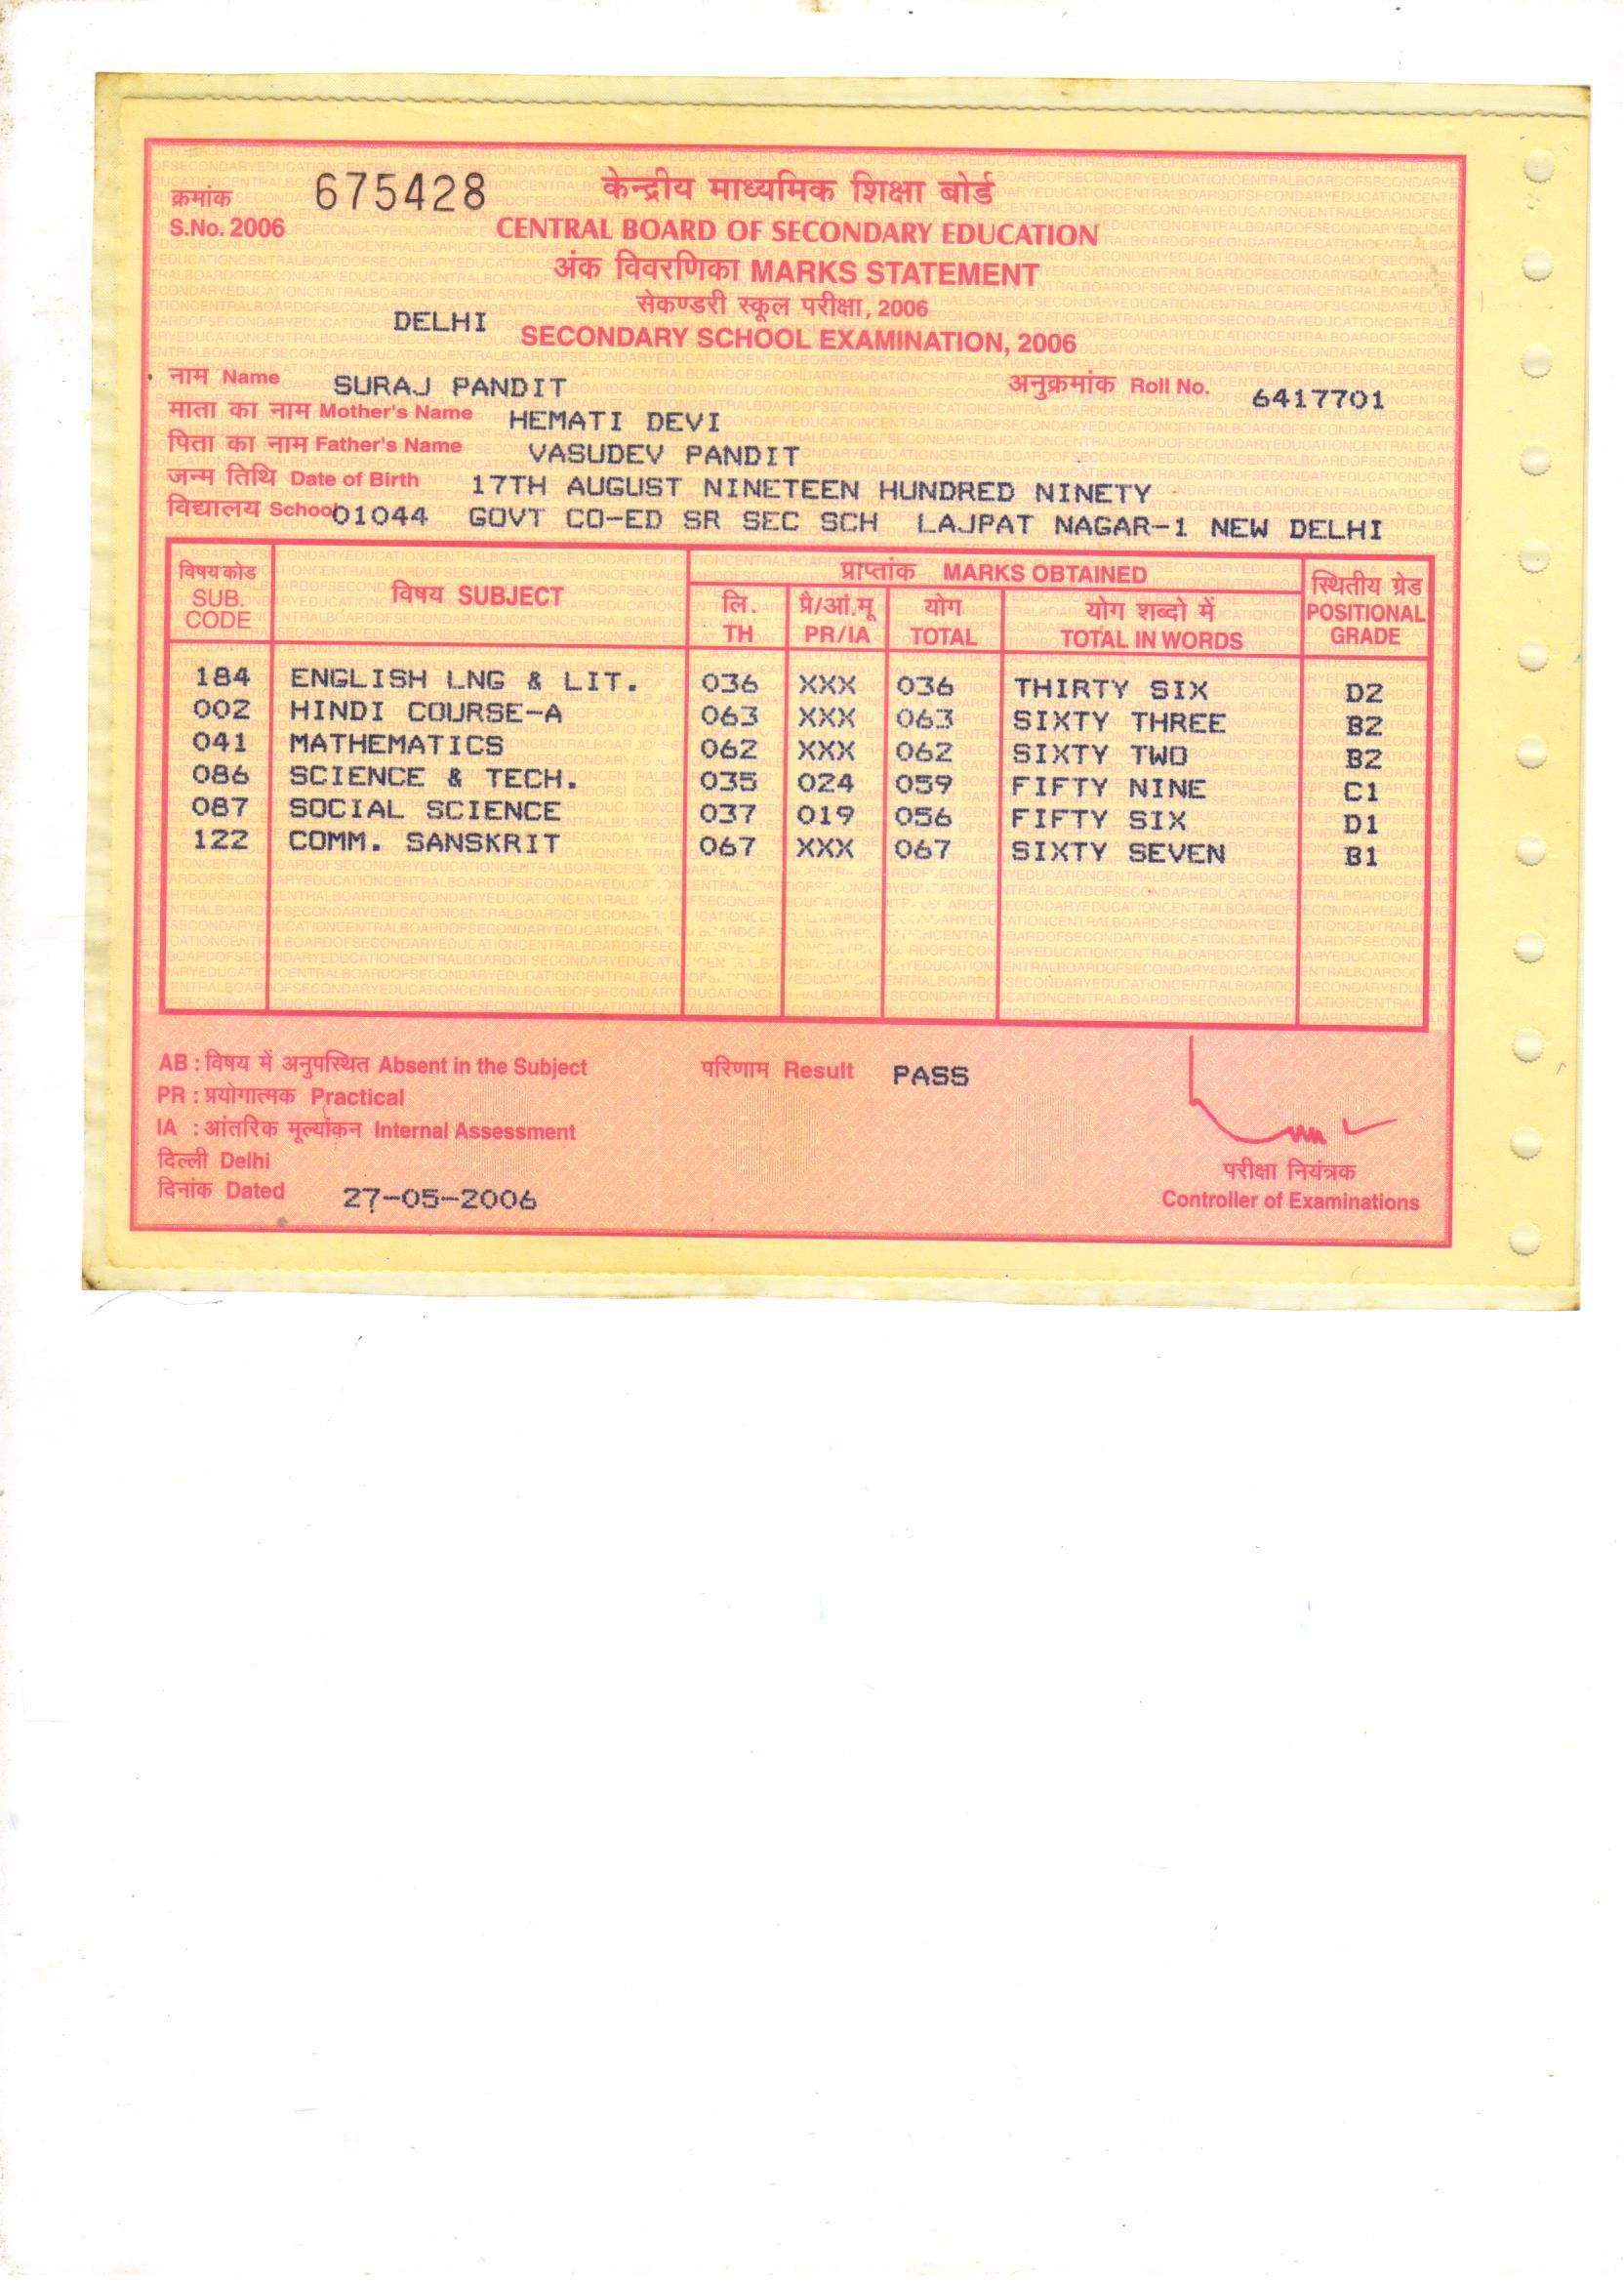 क्रमांक 675428 केन्द्रीय माध्यमिक शिक्षा बोर्ड
S.No. 2006 CENTRAL BOARD OF SECONDARY EDUCATION
अंक विवरणिका MARKS STATEMENT
सेकण्डरी स्कूल परीक्षा, 2006
DELHI SECONDARY SCHOOL EXAMINATION, 2006
नाम Name SURAJ PANDIT अनुक्रमांक Roll No. 6417701
माता का नाम Mother's Name HEMATI DEVI
पिता का नाम Father's Name VASUDEV PANDIT
जन्म तिथि Date of Birth 17TH AUGUST NINETEEN HUNDRED NINETY
विद्यालय School 01044 GOVT CO-ED SR SEC SCH LAJPAT NAGAR-1 NEW DELHI
विषय कोड SUB. CODE विषय SUBJECT प्राप्तांक MARKS OBTAINED स्थितीय ग्रेड POSITIONAL GRADE
लि. TH प्रै/आं.मू PR/IA योग TOTAL योग शब्दो में TOTAL IN WORDS
184 ENGLISH LNG & LIT. 036 XXX 036 THIRTY SIX D2
002 HINDI COURSE-A 063 XXX 063 SIXTY THREE B2
041 MATHEMATICS 062 XXX 062 SIXTY TWO B2
086 SCIENCE & TECH. 035 024 059 FIFTY NINE C1
087 SOCIAL SCIENCE 037 019 056 FIFTY SIX D1
122 COMM. SANSKRIT 067 XXX 067 SIXTY SEVEN B1
AB : विषय में अनुपस्थित Absent in the Subject परिणाम Result PASS
PR : प्रयोगात्मक Practical
IA : आंतरिक मूल्यांकन Internal Assessment
दिल्ली Delhi परीक्षा नियंत्रक
दिनांक Dated 27-05-2006 Controller of Examinations